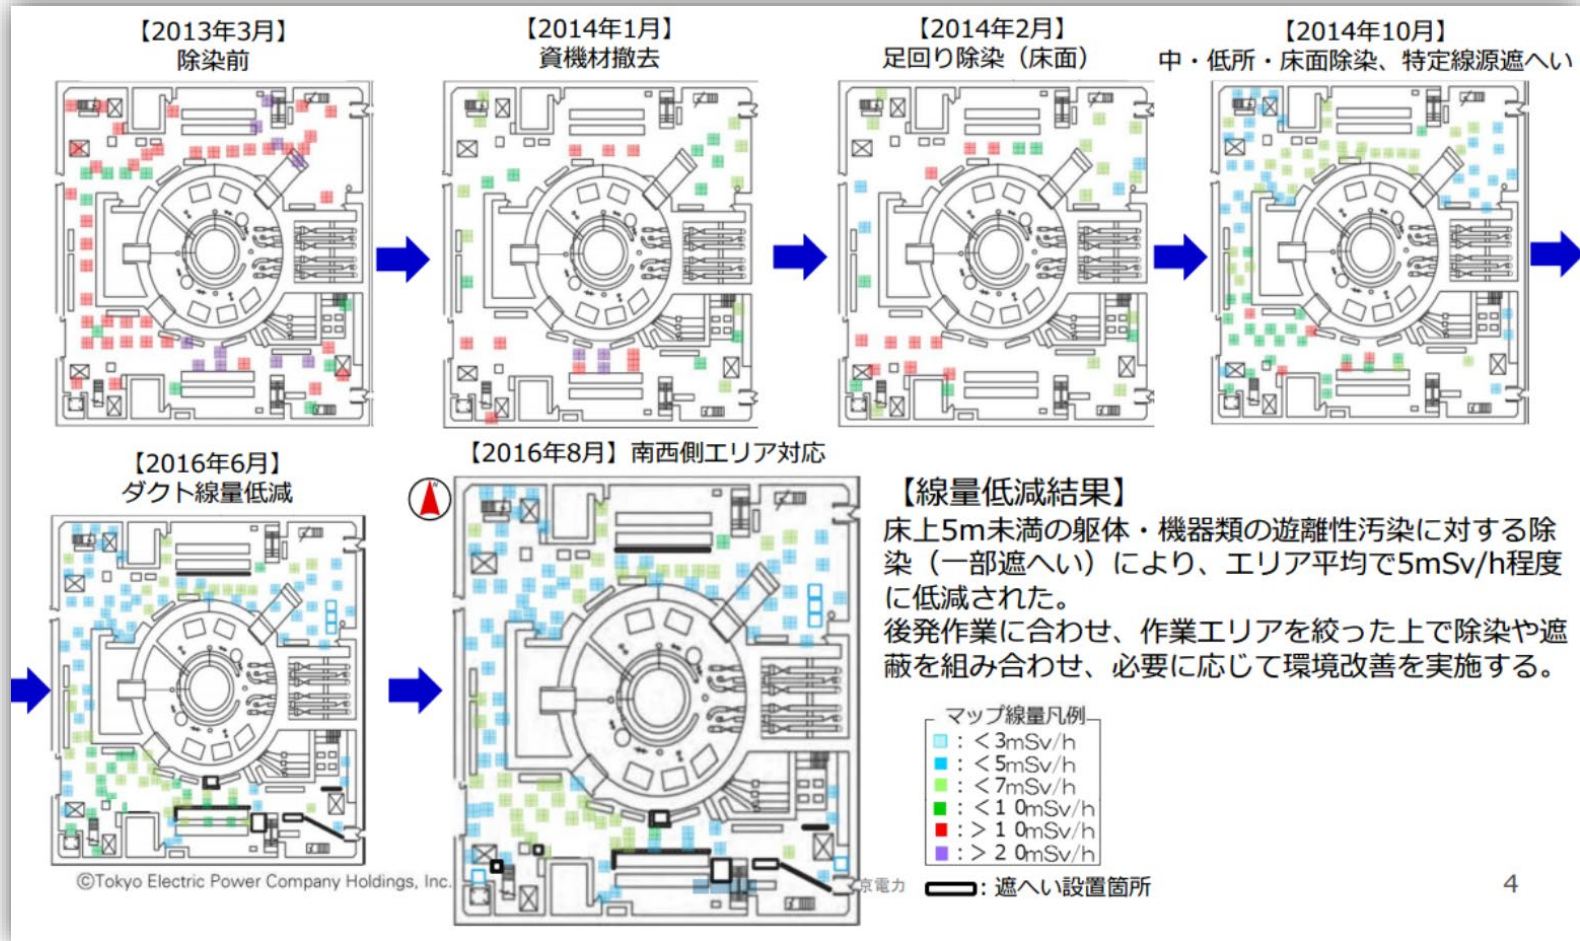 【2013年3月】
除染前
【2014年1月】
資機材撤去
【2014年2月】
足回り除染（床面）
【2014年10月】
中・低所・床面除染、特定線源遮へい
【2016年6月】
ダクト線量低減
【2016年8月】南西側エリア対応
【線量低減結果】
床上5m未満の躯体・機器類の遊離性汚染に対する除
染（一部遮へい）により、エリア平均で5mSv/h程度
に低減された。
後発作業に合わせ、作業エリアを絞った上で除染や遮
蔽を組み合わせ、必要に応じて環境改善を実施する。
マップ線量凡例
：＜3mSv/h
：＜5mSv/h
：＜7mSv/h
：＜10mSv/h
：＞10mSv/h
：＞20mSv/h
：遮へい設置箇所
©Tokyo Electric Power Company Holdings, Inc.
京電力
4